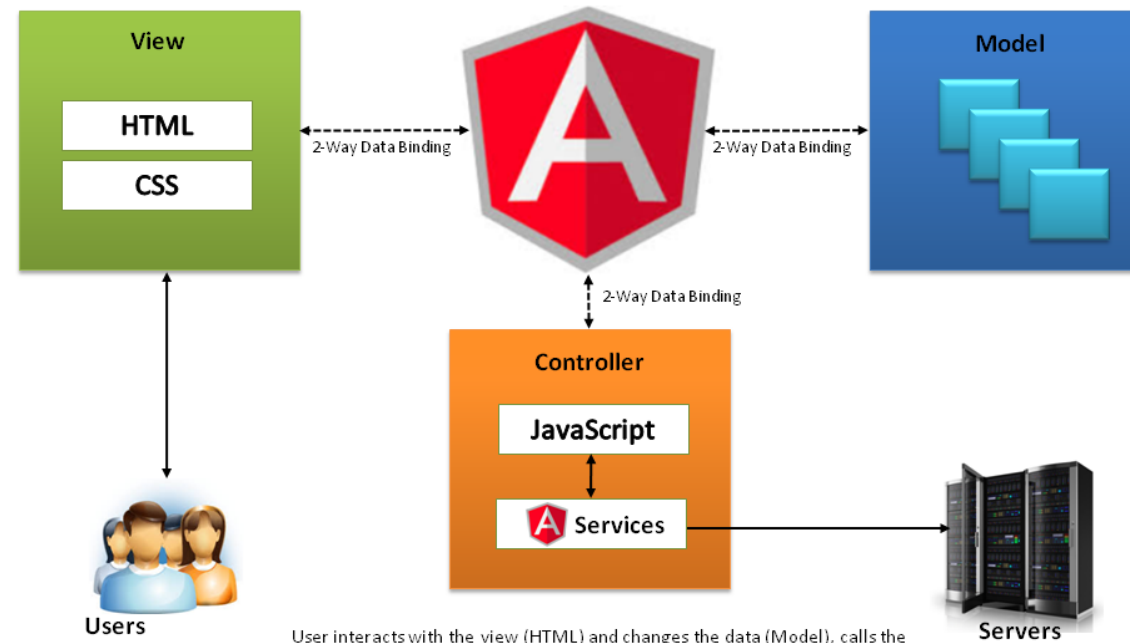 View
HTML
CSS
2-Way Data Binding
A
2-Way Data Binding
Model
2-Way Data Binding
Controller
JavaScript
A Services
Users
Servers
User interacts with the view (HTML) and changes the data (Model), calls the